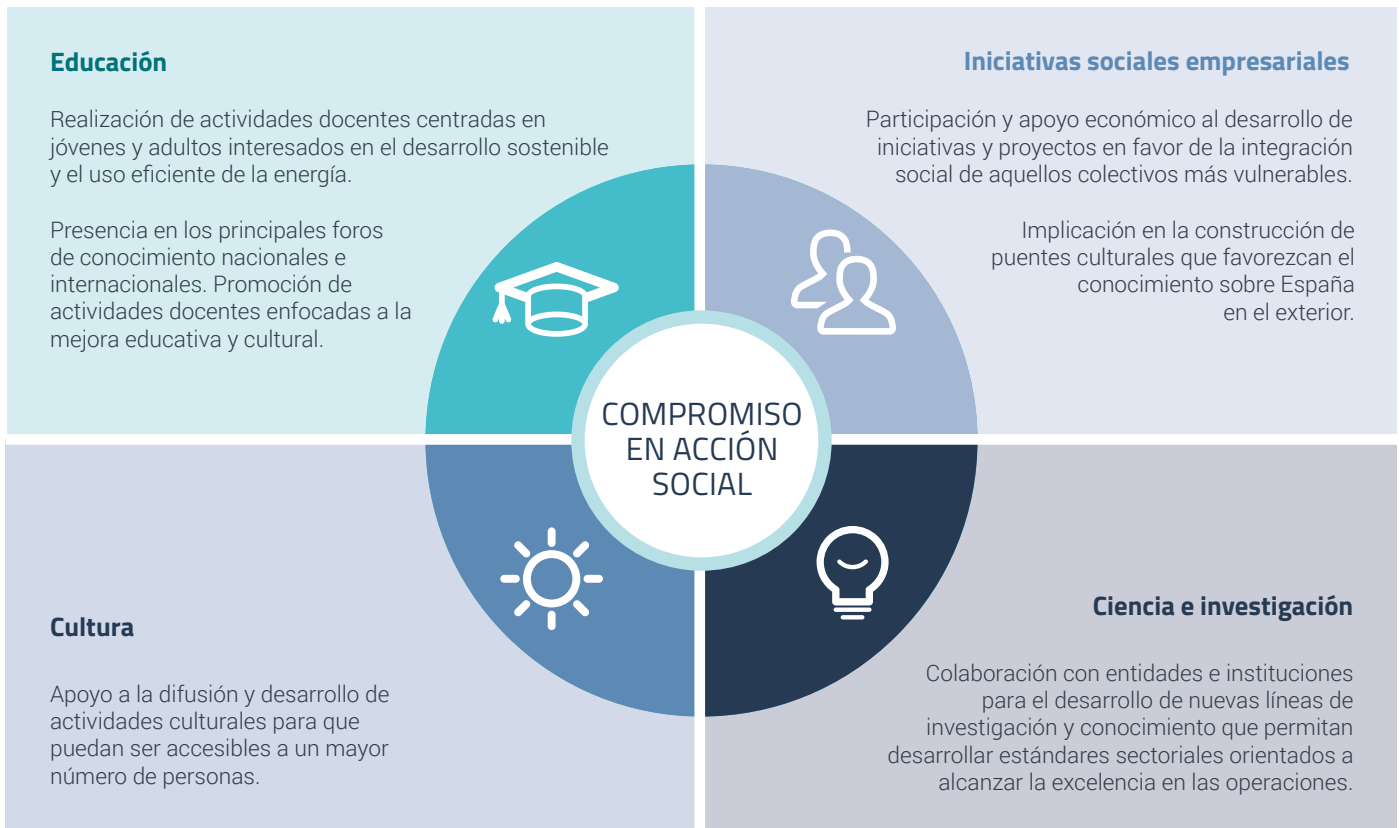 Educación
Realización de actividades docentes centradas en
jóvenes y adultos interesados en el desarrollo sostenible
y el uso eficiente de la energía.
Presencia en los principales foros
de conocimiento nacionales e
internacionales. Promoción de
actividades docentes enfocadas a la
mejora educativa y cultural.
Iniciativas sociales empresariales
Participación y apoyo económico al desarrollo de
iniciativas y proyectos en favor de la integración
social de aquellos colectivos más vulnerables.
Implicación en la construcción de
puentes culturales que favorezcan el
conocimiento sobre España
en el exterior.
COMPROMISO
EN ACCIÓN
SOCIAL
Cultura
Apoyo a la difusión y desarrollo de
actividades culturales para que
puedan ser accesibles a un mayor
número de personas.
Ciencia e investigación
Colaboración con entidades e instituciones
para el desarrollo de nuevas líneas de
investigación y conocimiento que permitan
desarrollar estándares sectoriales orientados a
alcanzar la excelencia en las operaciones.